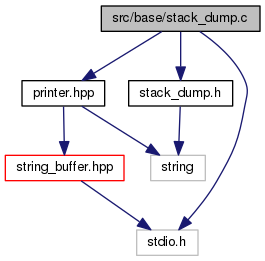 src/base/stack_dump.c
printer.hpp
stack_dump.h
string_buffer.hpp
string
stdio.h